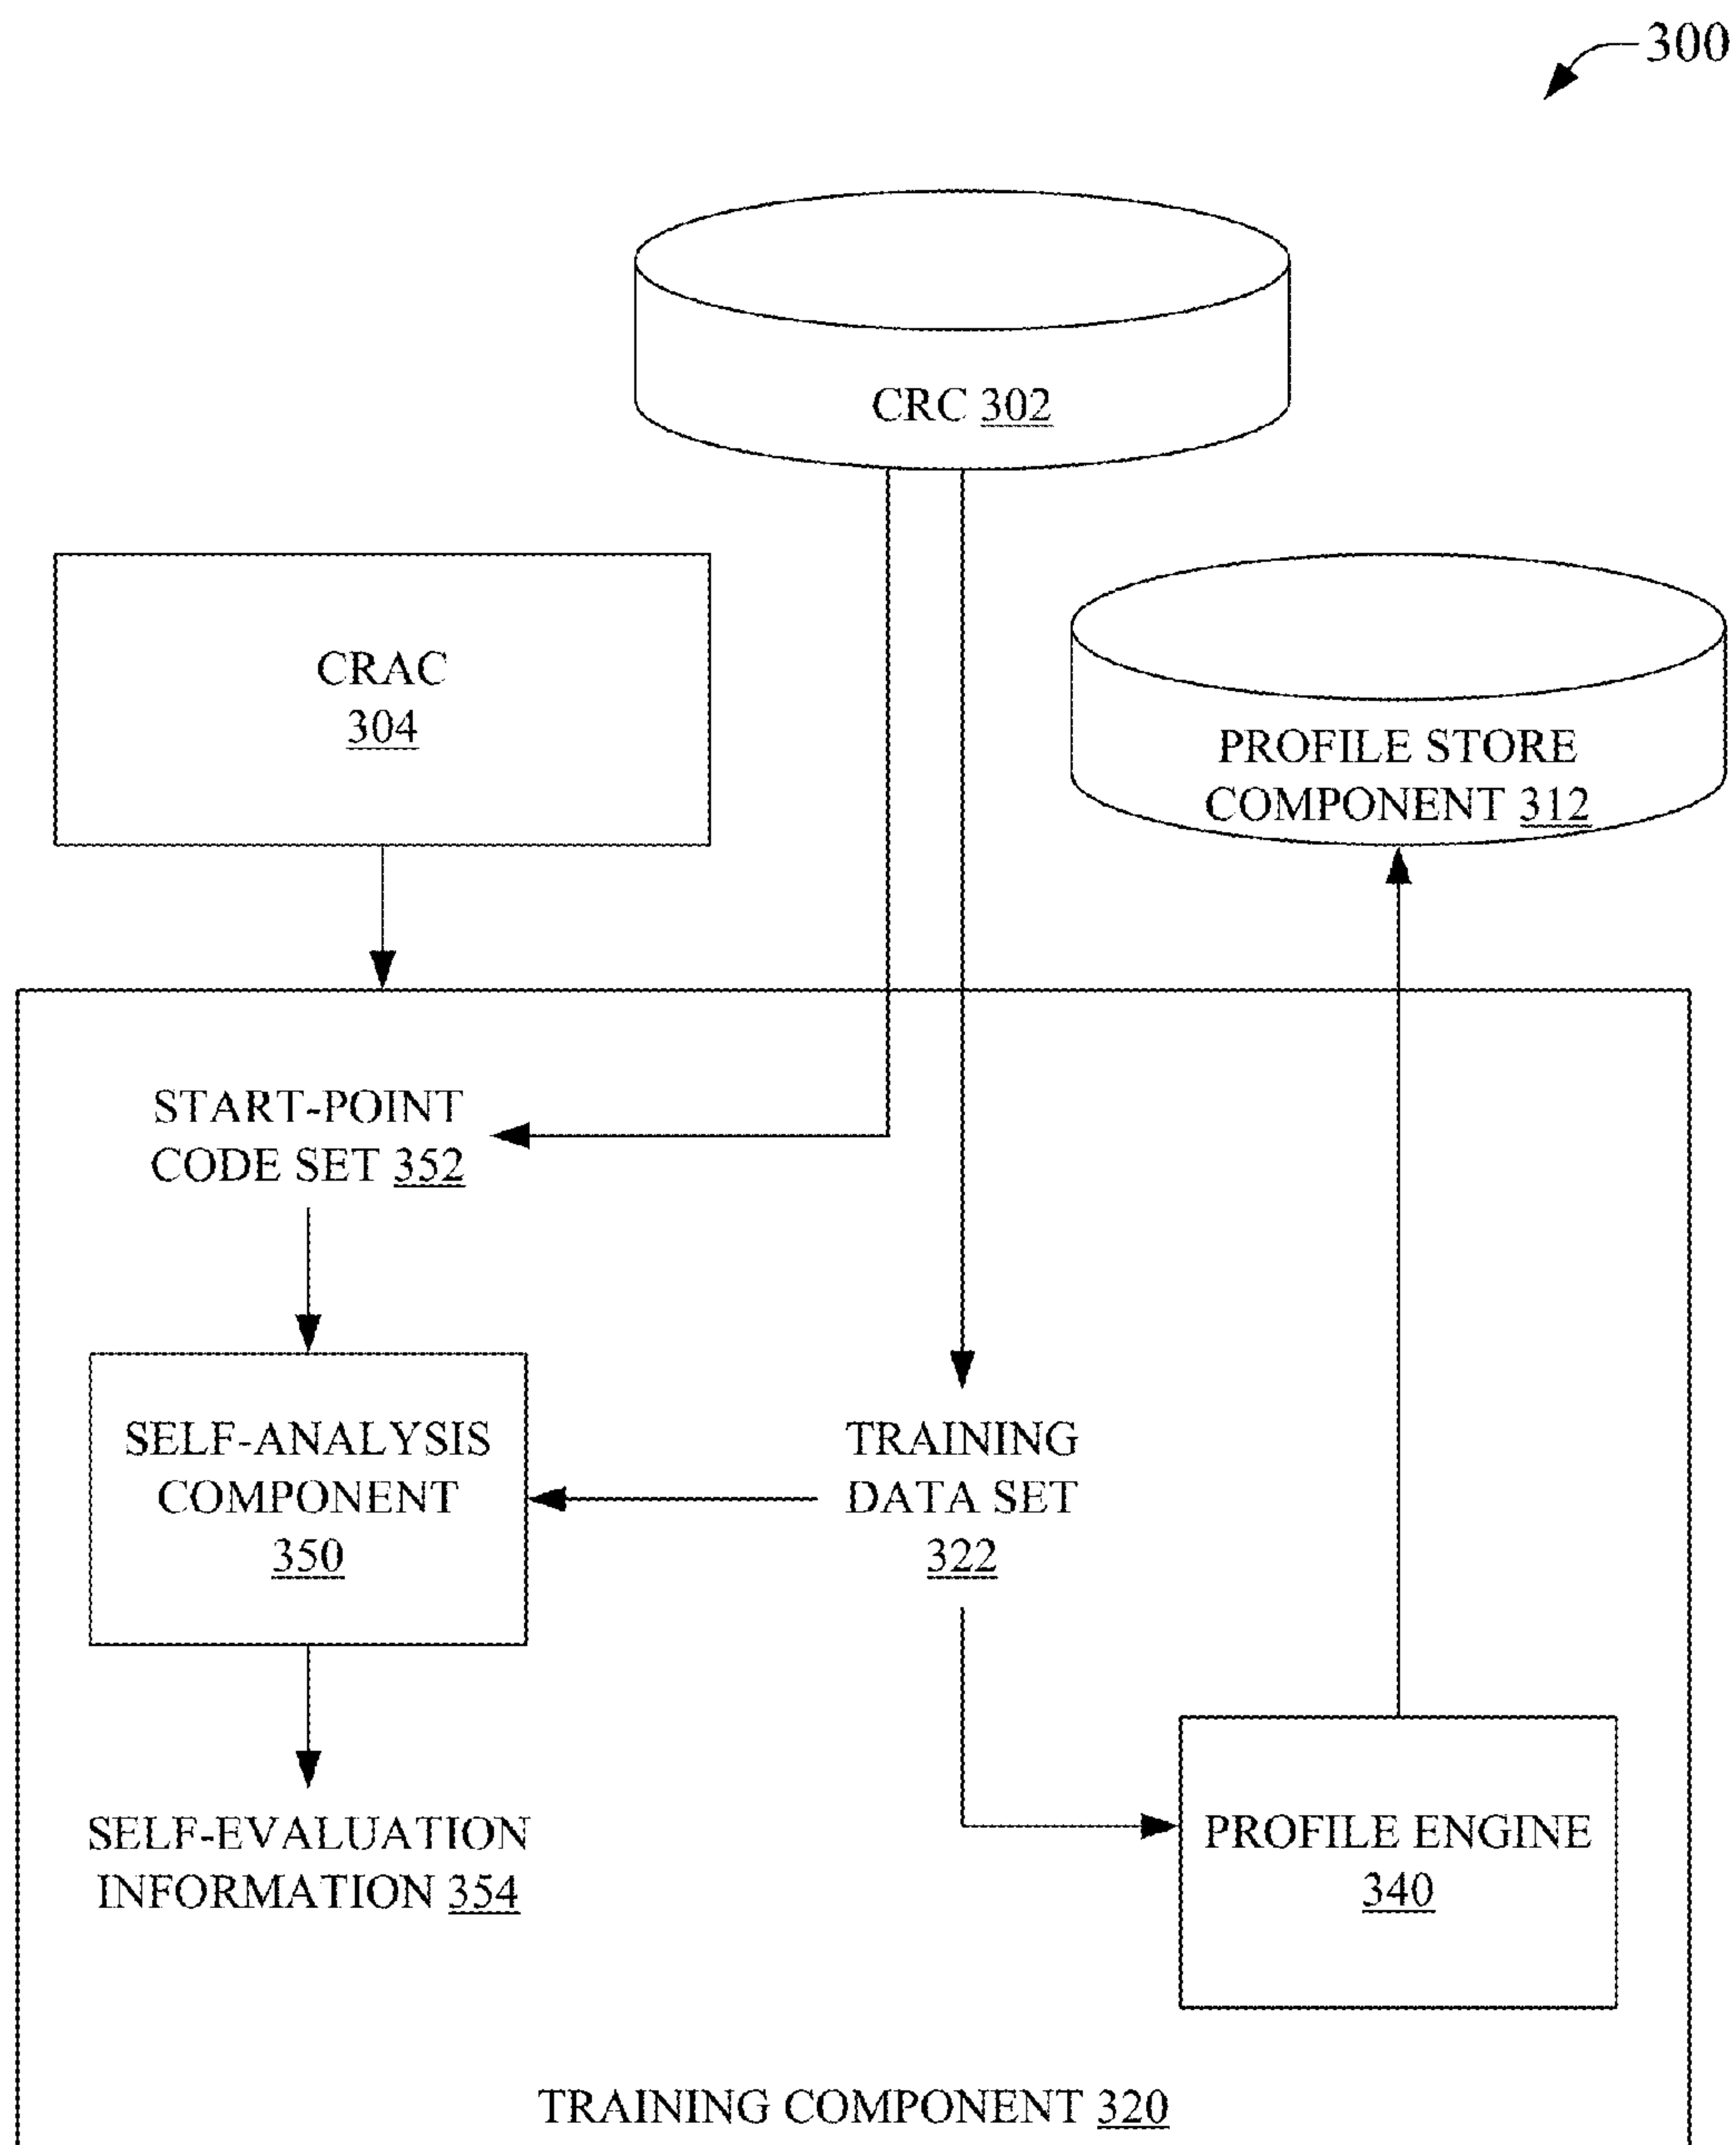 300
CRC 302
CRAC
304
PROFILE STORE
COMPONENT 312
START-POINT
CODE SET 352
SELF-ANALYSIS
COMPONENT
350
TRAINING
DATA SET
322
SELF-EVALUATION
INFORMATION 354
PROFILE ENGINE
340
TRAINING COMPONENT 320